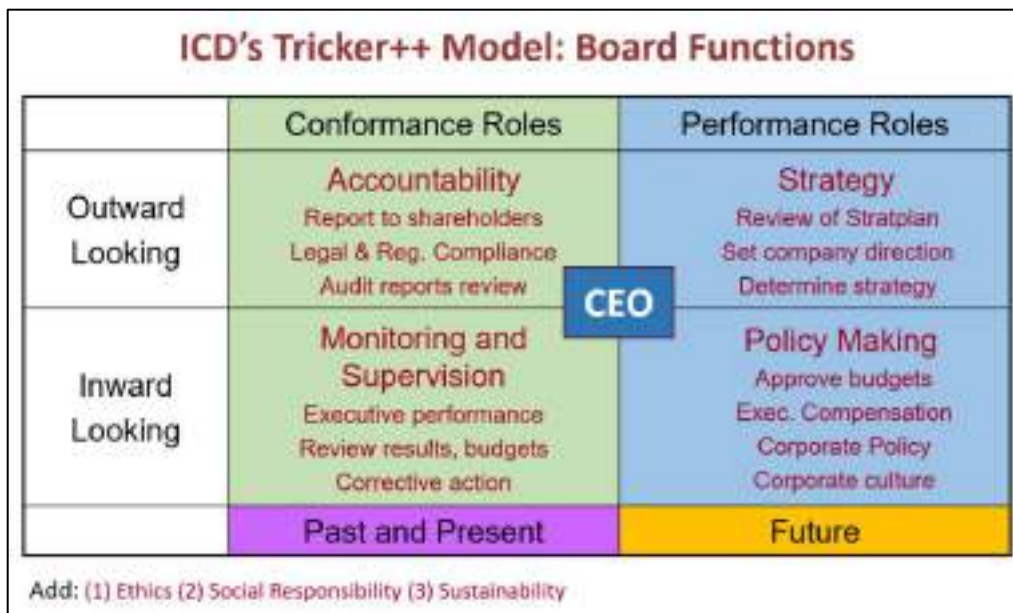 ICD's Tricker++ Model: Board Functions
Conformance Roles
Performance Roles
Outward
Looking
Accountability
Report to shareholders
Legal & Reg. Compliance
Audit reports review
Strategy
Review of Stratplan
Set company direction
Determine strategy
CEO
Inward
Looking
Monitoring and
Supervision
Executive performance
Review results, budgets
Corrective action
Policy Making
Approve budgets
Exec. Compensation
Corporate Policy
Corporate culture
Past and Present
Future
Add: (1) Ethics (2) Social Responsibility (3) Sustainability